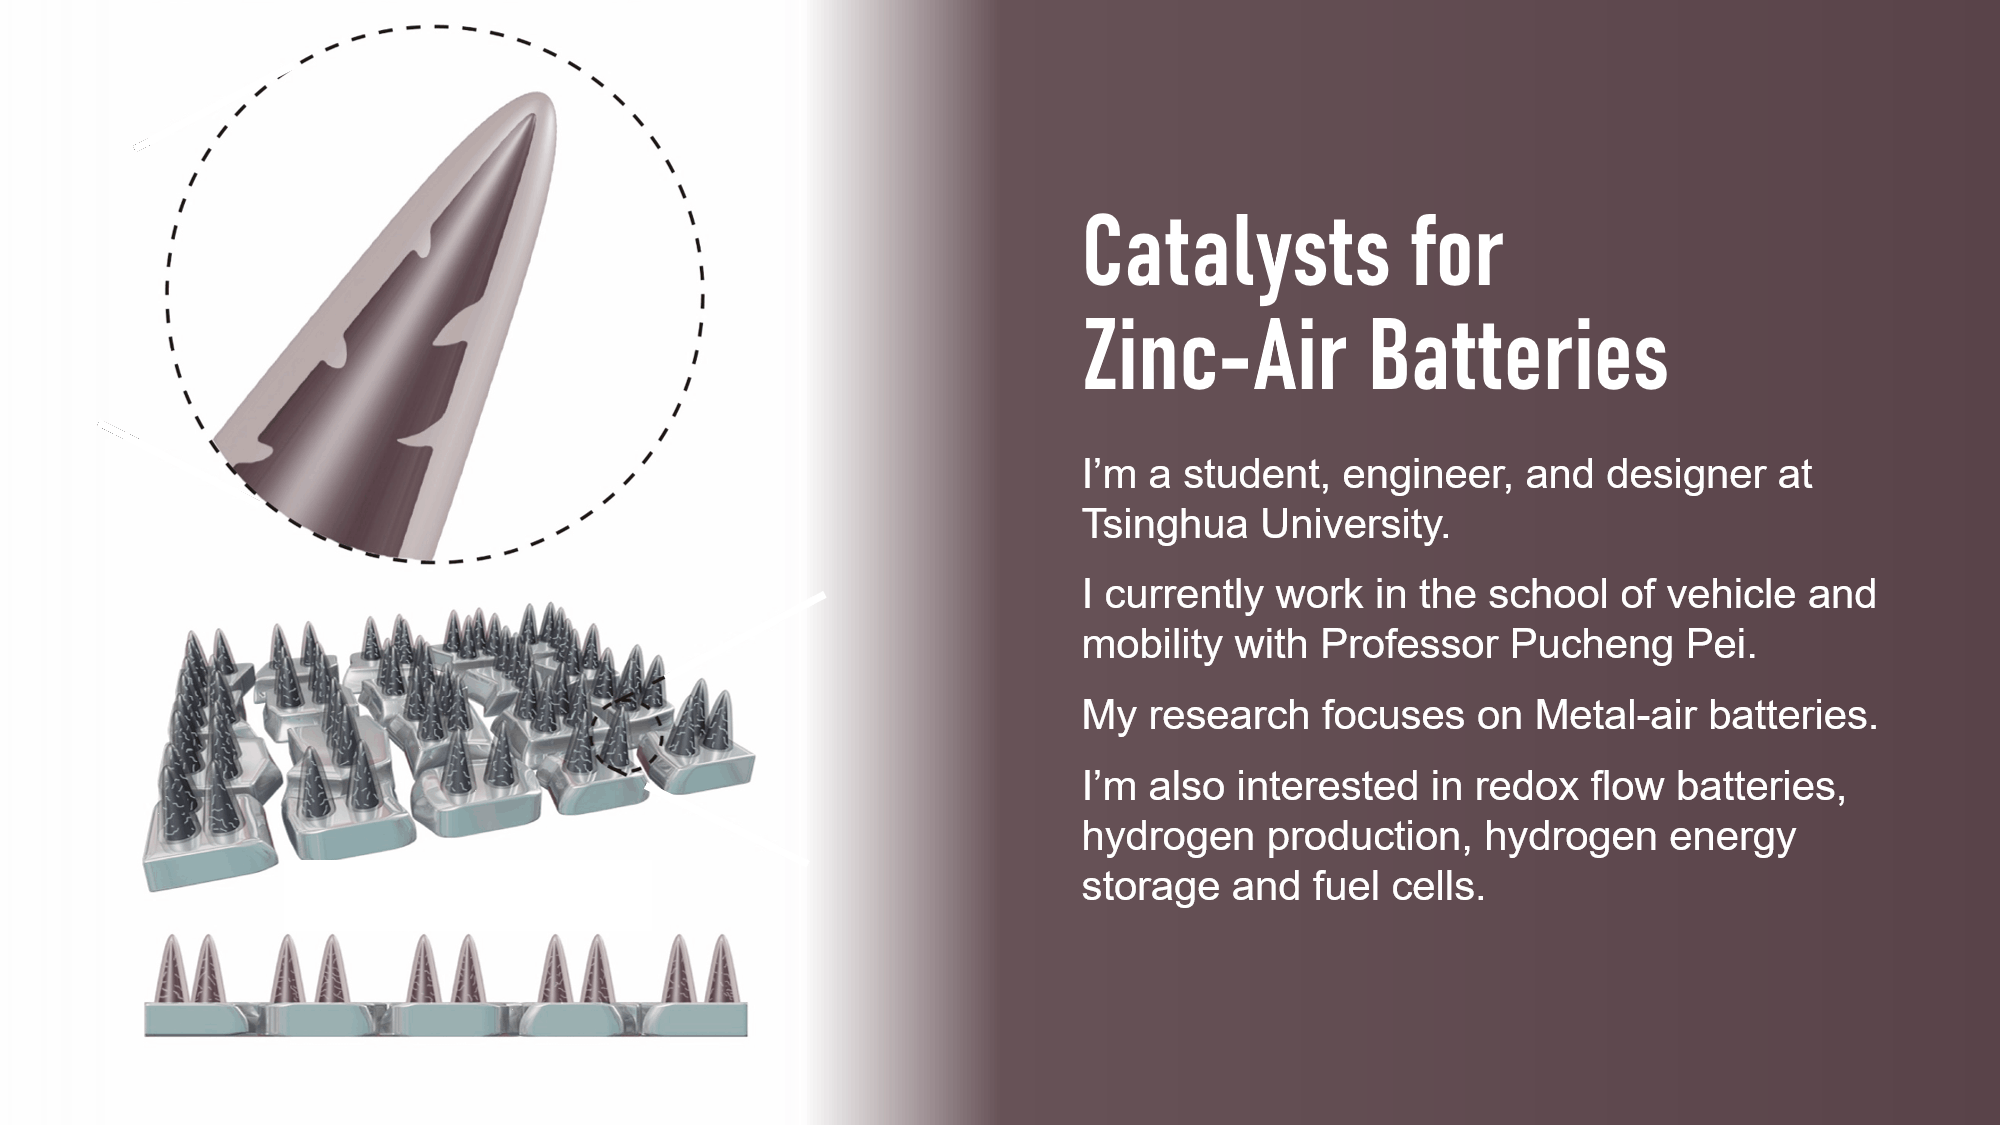 Catalysts for
Zinc-Air Batteries
I’m a student, engineer, and designer at
Tsinghua University.
I currently work in the school of vehicle and
mobility with Professor Pucheng Pei.
My research focuses on Metal-air batteries.
I’m also interested in redox flow batteries,
hydrogen production, hydrogen energy
storage and fuel cells.